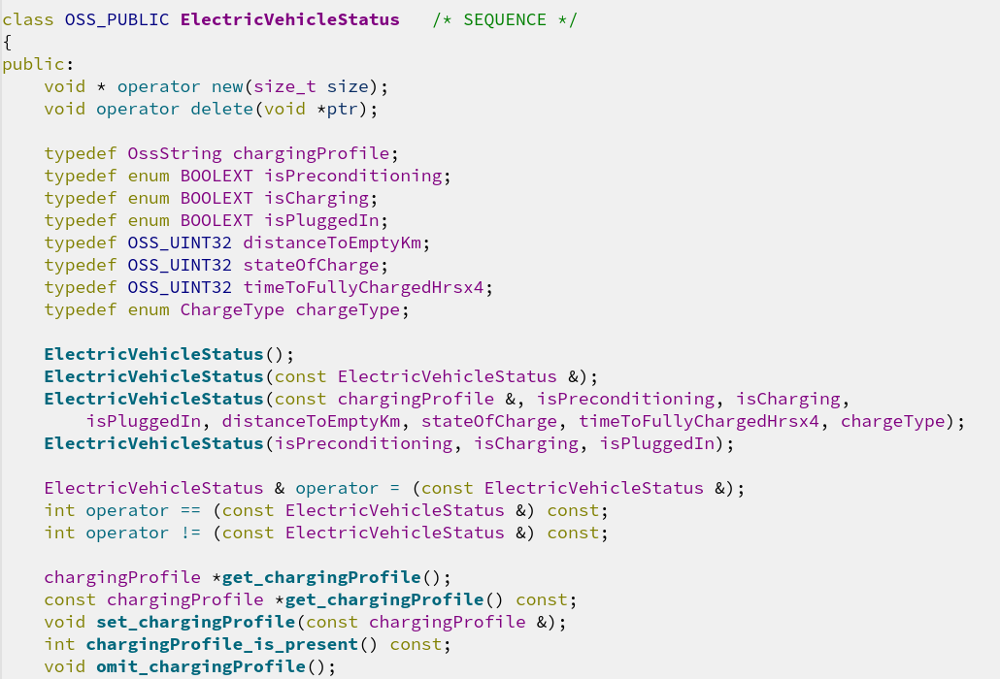 class OSS_PUBLIC ElectricVehicleStatus   /* SEQUENCE */
{
public:
    void * operator new(size_t size);
    void operator delete(void *ptr);

    typedef OssString chargingProfile;
    typedef enum BOOLEXT isPreconditioning;
    typedef enum BOOLEXT isCharging;
    typedef enum BOOLEXT isPluggedIn;
    typedef OSS_UINT32 distanceToEmptyKm;
    typedef OSS_UINT32 stateOfCharge;
    typedef OSS_UINT32 timeToFullyChargedHrsx4;
    typedef enum ChargeType chargeType;

    ElectricVehicleStatus();
    ElectricVehicleStatus(const ElectricVehicleStatus &);
    ElectricVehicleStatus(const chargingProfile &, isPreconditioning, isCharging,
        isPluggedIn, distanceToEmptyKm, stateOfCharge, timeToFullyChargedHrsx4, chargeType);
    ElectricVehicleStatus(isPreconditioning, isCharging, isPluggedIn);

    ElectricVehicleStatus & operator = (const ElectricVehicleStatus &);
    int operator == (const ElectricVehicleStatus &) const;
    int operator != (const ElectricVehicleStatus &) const;

    chargingProfile *get_chargingProfile();
    const chargingProfile *get_chargingProfile() const;
    void set_chargingProfile(const chargingProfile &);
    int chargingProfile_is_present() const;
    void omit_chargingProfile();